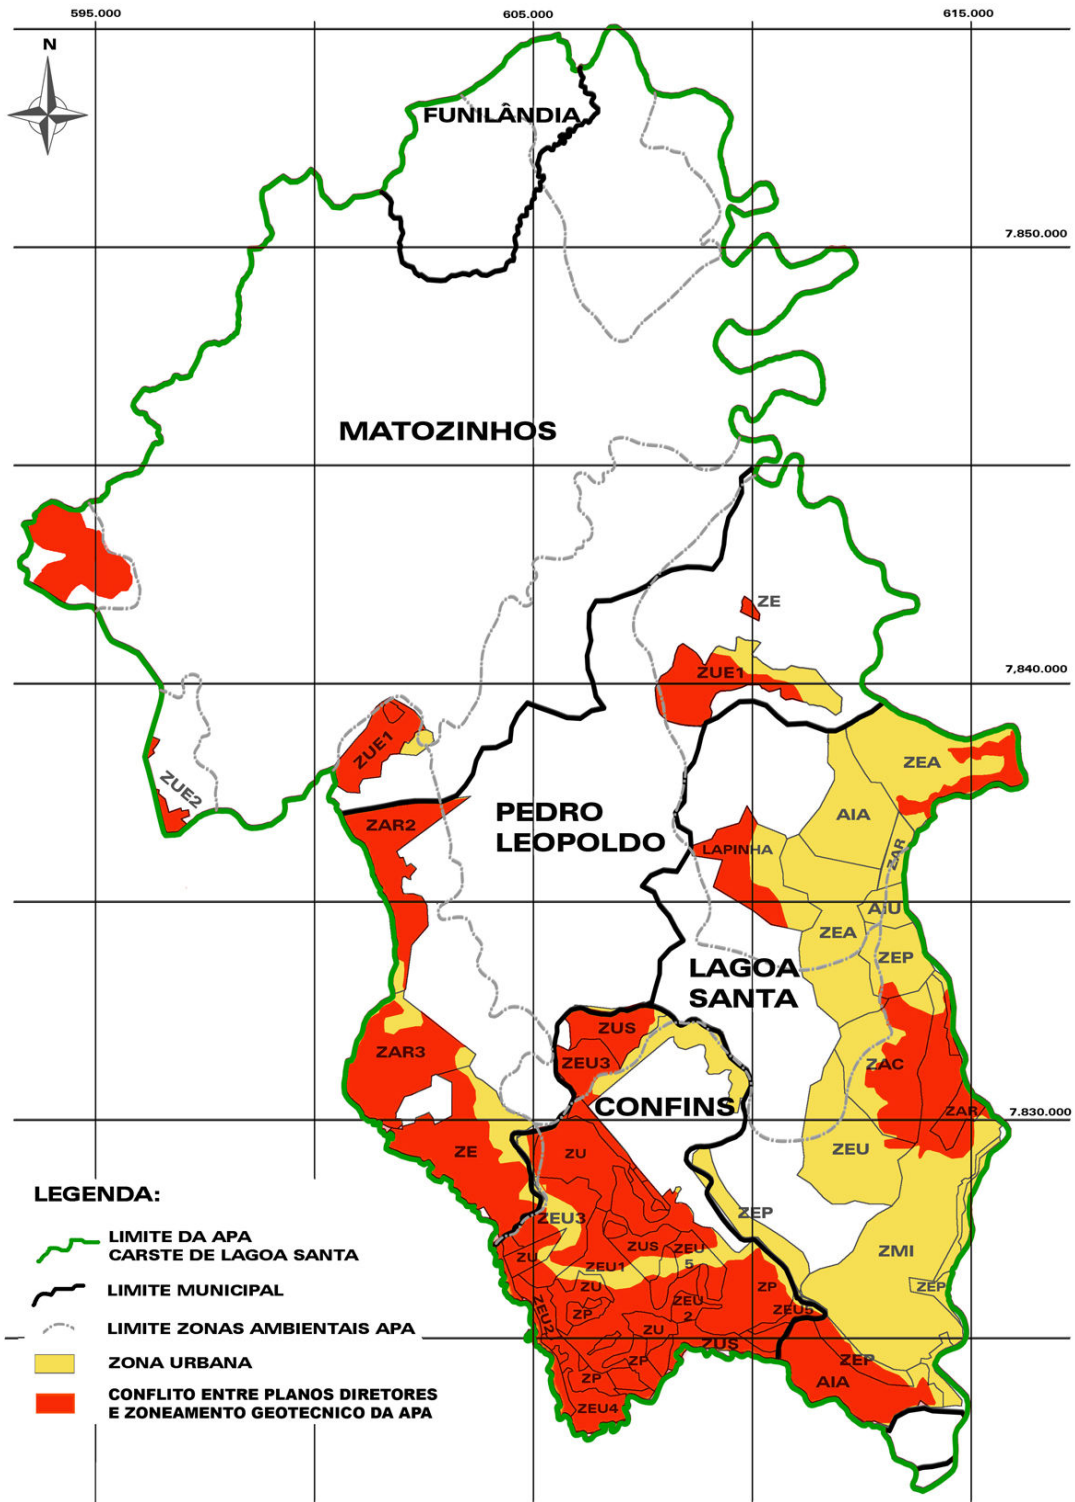 595.000
605.000
615.000
N
FUNILÂNDIA
7.850.000
MATOZINHOS
ZE
ZUE1
7,840.000
ZUE1
ZUE2
ZEA
PEDRO
LEOPOLDO
ZAR2
AIA
LAPINHA
ZAR
AIU
ZEA
ZEP
LAGOA
SANTA
ZUS
ZEU3
ZAR3
ZAC
CONFINS
ZAR
7.830.000
ZE
ZU
ZEU
LEGENDA:
ZEP
ZEU3
LIMITE DA APA
CARSTE DE LAGOA SANTA
ZU
ZUS
ZEU
5
ZMI
ZEU1
ZU
ZP
ZEP
LIMITE MUNICIPAL
ZEU2
ZP
ZEU
2
ZEU5
LIMITE ZONAS AMBIENTAIS APA
ZU
ZUS
ZONA URBANA
ZP
ZEP
ZP
AIA
CONFLITO ENTRE PLANOS DIRETORES
E ZONEAMENTO GEOTECNICO DA APA
ZEU4